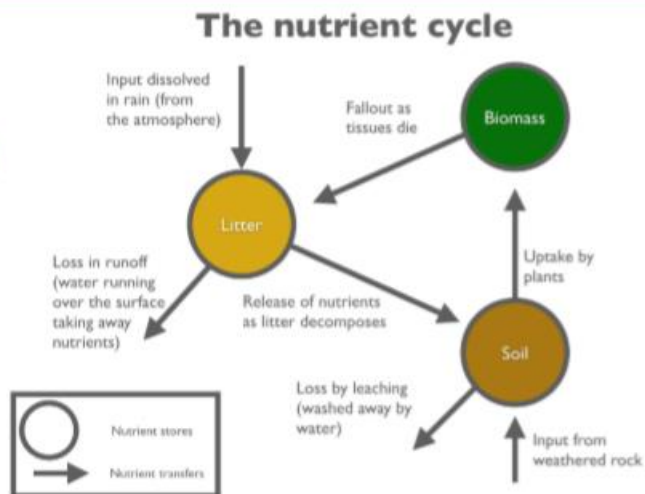 The nutrient cycle
Input dissolved
in rain (from
the atmosphere)
Fallout as
tissues die
Biomass
Litter
Loss in runoff
(water running
over the surface
taking away
nutrients)
Release of nutrients
as litter decomposes
Uptake by
plants
Soil
Loss by leaching
(washed away by
water)
Input from
weathered rock
Nutrient stores
Nutrient transfers